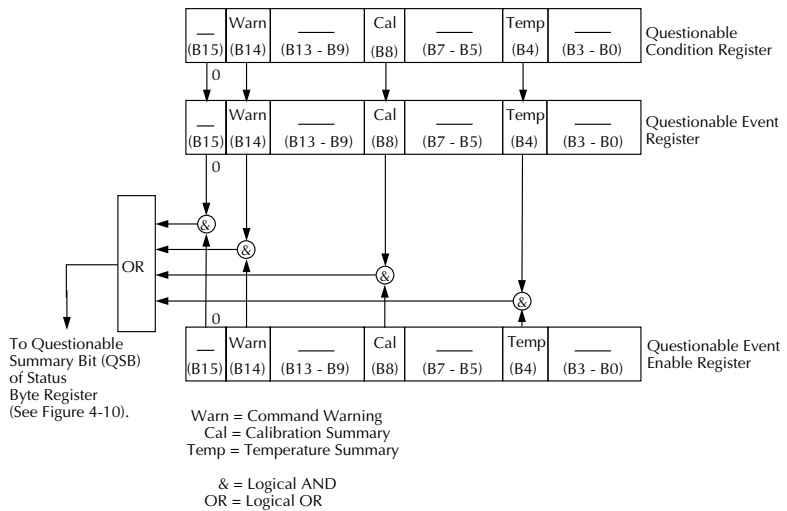 Warn Cal Temp
(B15) (B14) (B13 - B9) (B8) (B7 - B5) (B4) (B3 - B0)
Questionable
Condition Register
0
Warn Cal Temp
(B15) (B14) (B13 - B9) (B8) (B7 - B5) (B4) (B3 - B0)
Questionable Event
Register
0
&
&
&
&
OR
0
To Questionable
Summary Bit (QSB)
of Status
Byte Register
(See Figure 4-10).
Warn Cal Temp
(B15) (B14) (B13 - B9) (B8) (B7 - B5) (B4) (B3 - B0)
Questionable Event
Enable Register
Warn = Command Warning
Cal = Calibration Summary
Temp = Temperature Summary
& = Logical AND
OR = Logical OR